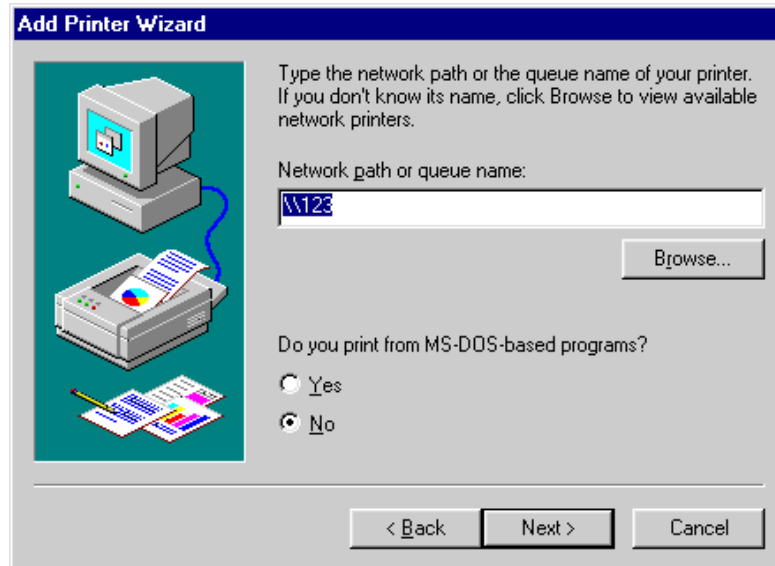 Add Printer Wizard
Type the network path or the queue name of your printer.
If you don't know its name, click Browse to view available
network printers.
Network path or queue name:
\\123
Browse...
Do you print from MS-DOS-based programs?
Yes
No
< Back
Next >
Cancel